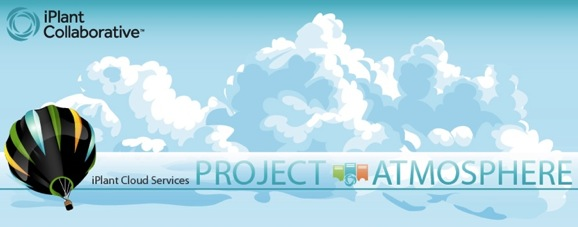 iPlant
Collaborative™
iPlant Cloud Services PROJECT ATMOSPHERE